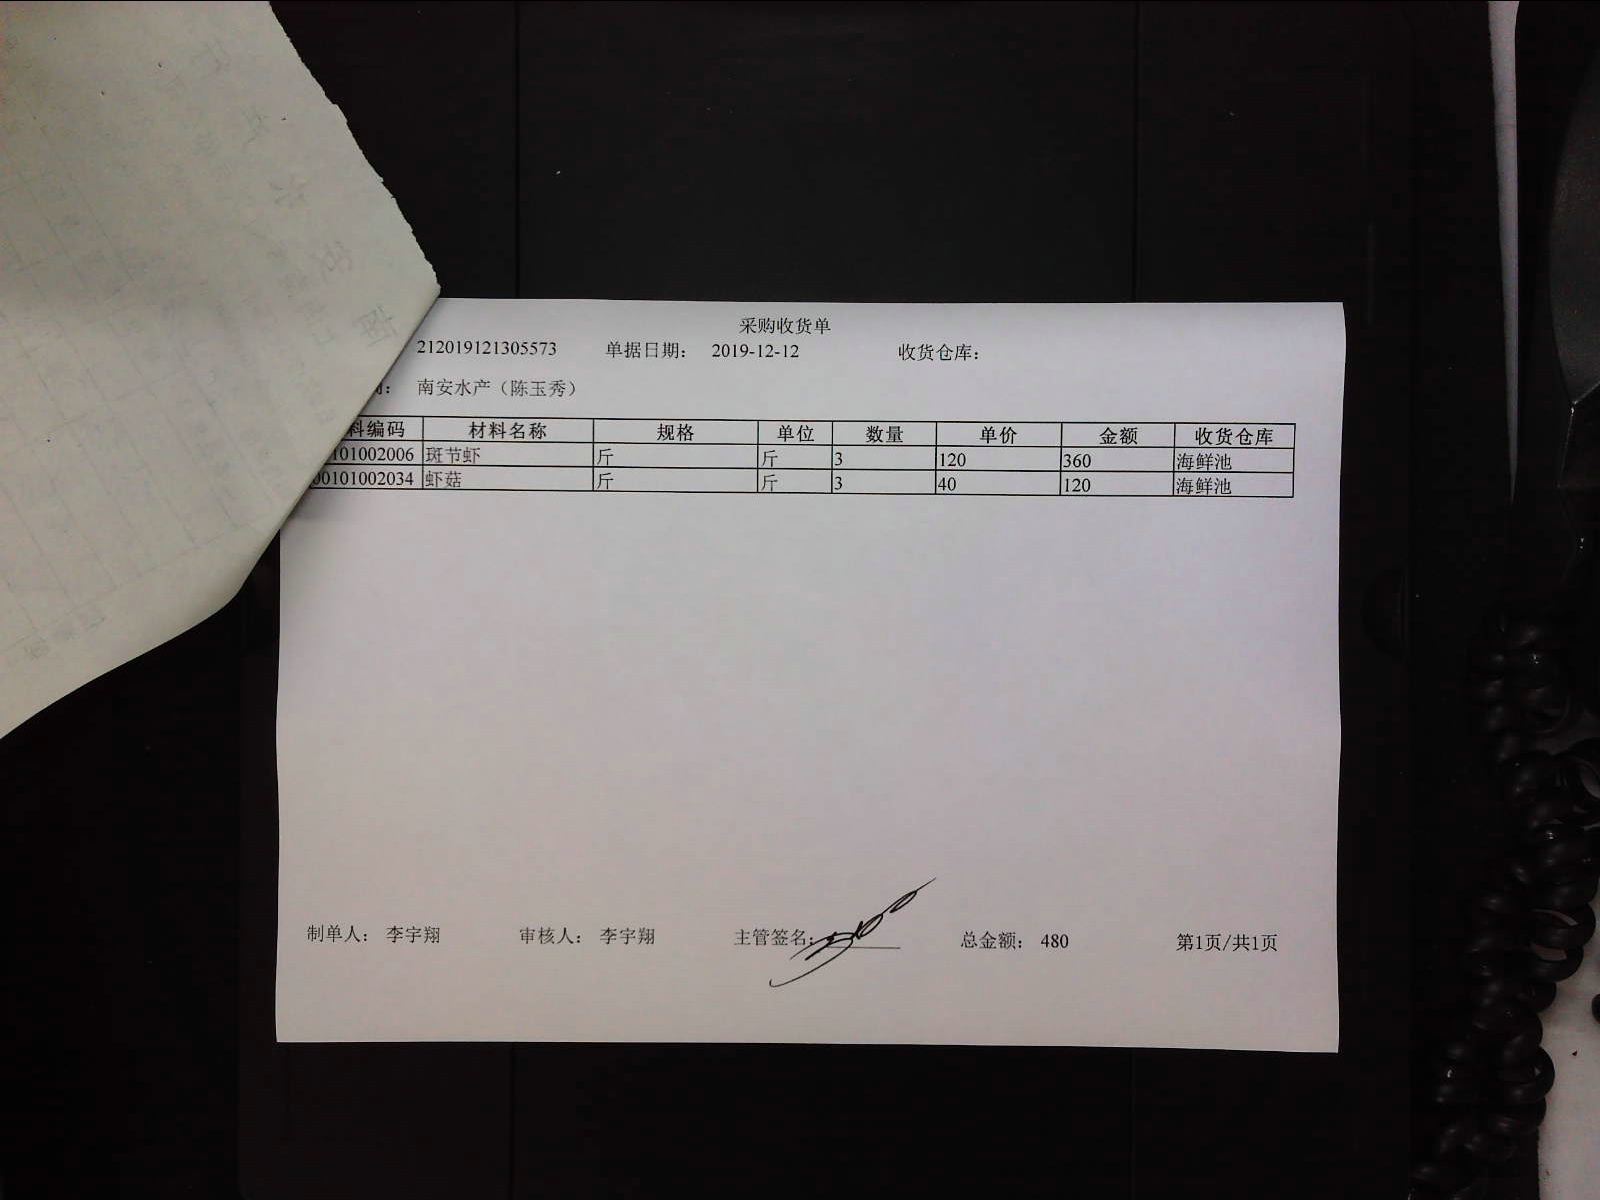 采购收货单
212019121305573 单据日期： 2019-12-12 收货仓库：
： 南安水产（陈玉秀）
料编码 材料名称 规格 单位 数量 单价 金额 收货仓库
101002006 斑节虾 斤 斤 3 120 360 海鲜池
00101002034 虾菇 斤 斤 3 40 120 海鲜池
制单人： 李宇翔 审核人： 李宇翔 主管签名： 总金额： 480 第1页/共1页